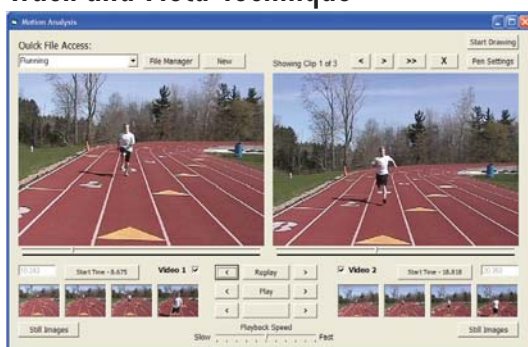 Track and Field Technique
Motion Analysis
Quick File Access:
Running
File Manager
New
Showing Clip 1 of 3
<
>
>>
X
Start Drawing
Pen Settings
Start Time - 8.675
Video 1
<
Replay
>
Video 2
Start Time - 18.818
<
Play
>
<
>
Still Images
Playback Speed
Slow
Fast
Still Images